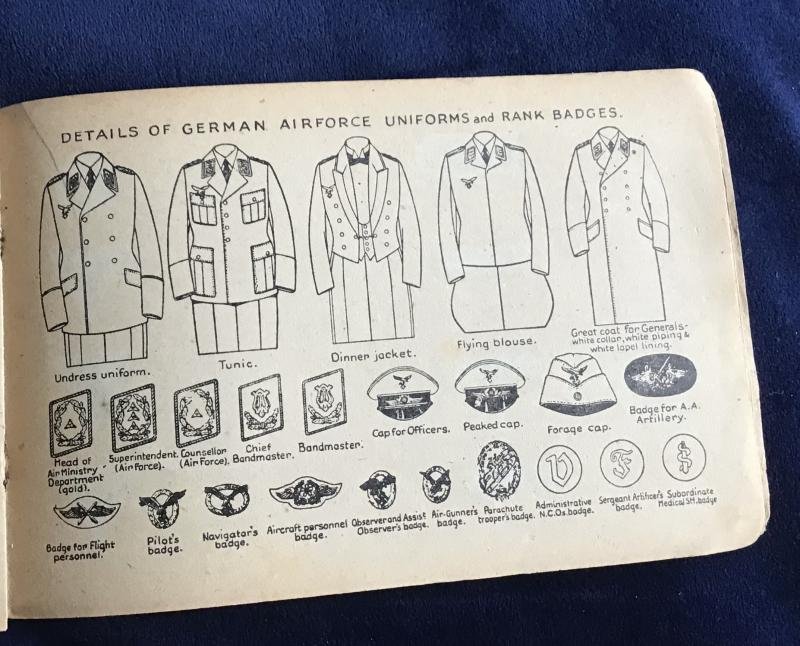 DETAILS OF GERMAN AIRFORCE UNIFORMS and RANK BADGES.
Undress uniform.
Tunic.
Dinner jacket.
Flying blouse.
Great coat for Generals-
white collar, white piping &
white lapel lining.
Head of
Air Ministry
Department
(gold).
Superintendent
(Air Force).
Counsellor
(Air Force).
Chief
Bandmaster.
Bandmaster.
Cap for Officers.
Peaked cap.
Forage cap.
Badge for A.A.
Artillery.
Badge for Flight
personnel.
Pilot's
badge.
Navigator's
badge.
Aircraft personnel
badge.
Observer and Assist
Observer's badge.
Air-Gunner's
badge.
Parachute
trooper's badge.
Administrative
N.C.Os. badge.
Sergeant Artificer's
badge.
Subordinate
Medical badge